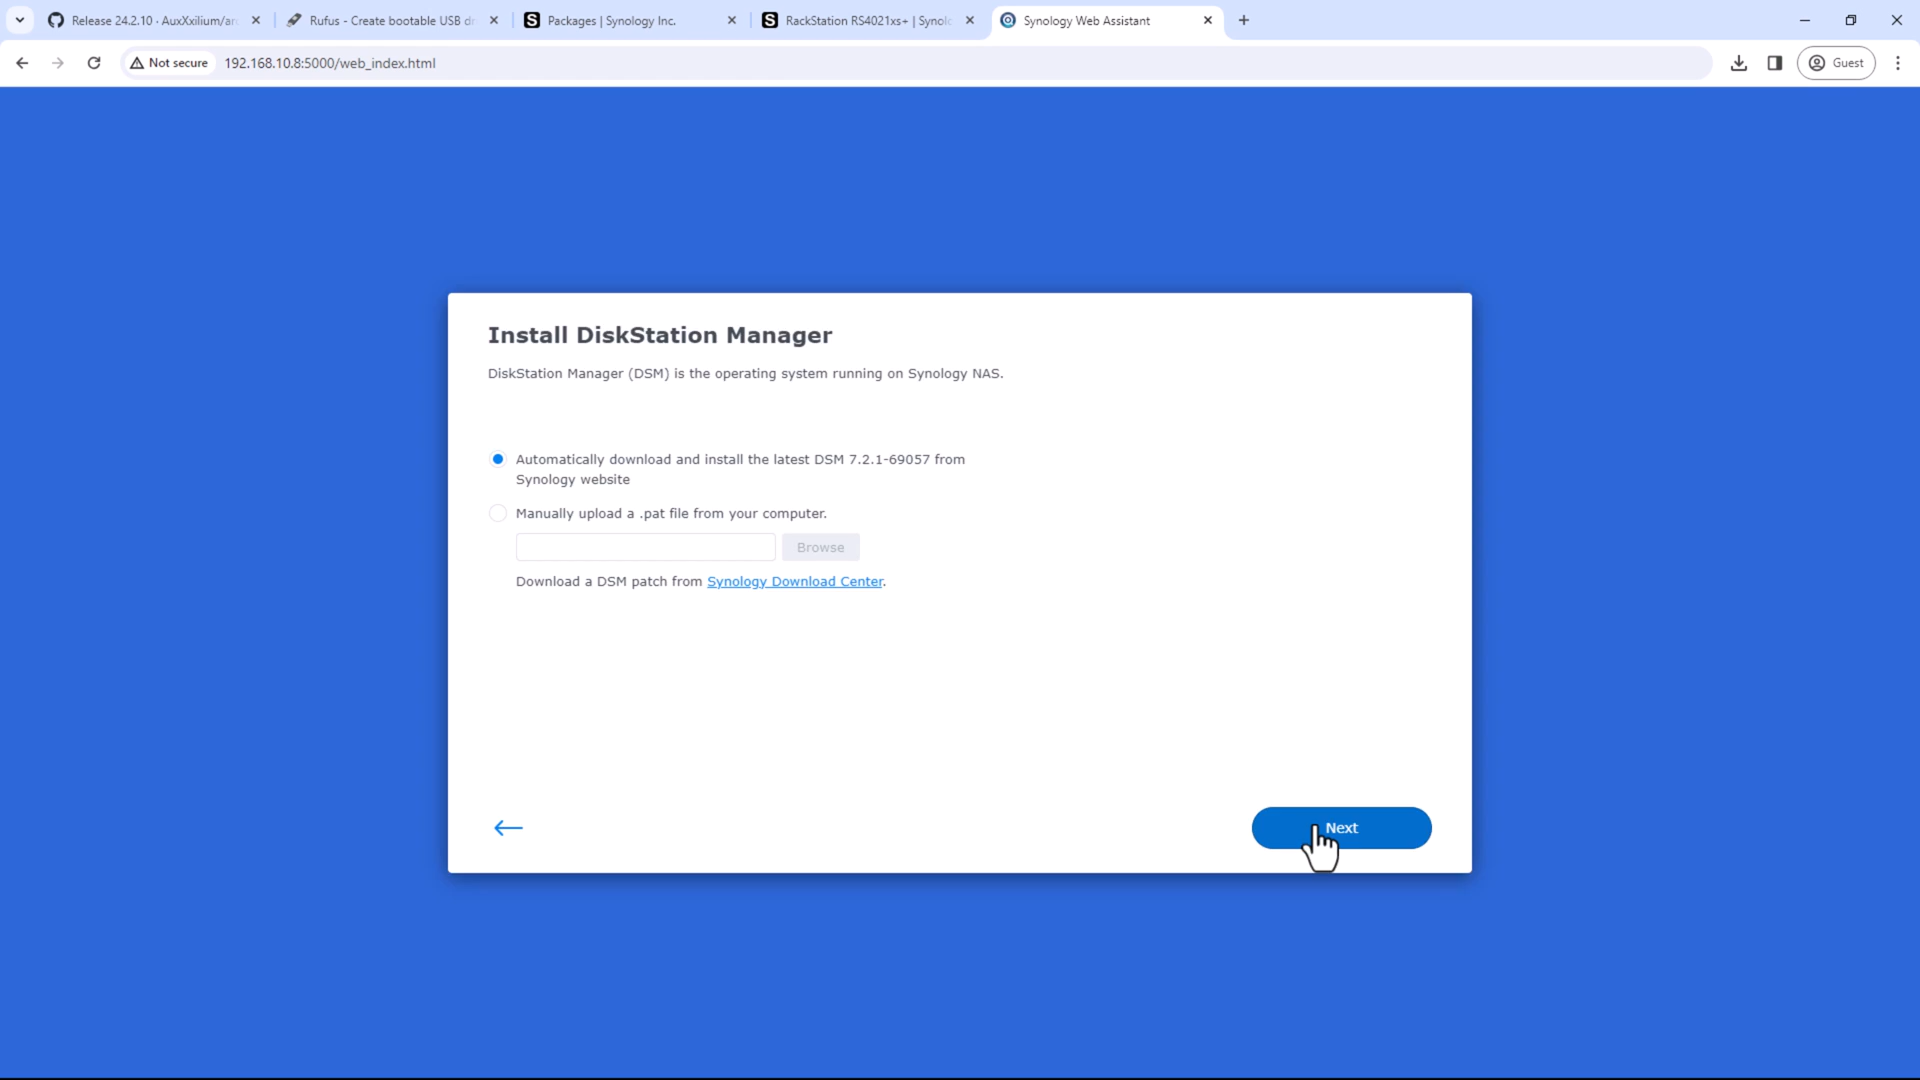 Release 24.2.10 · AuxXxilium/ar
Rufus - Create bootable USB d
Packages | Synology Inc.
RackStation RS4021xs+ | Synol
Synology Web Assistant
Not secure
192.168.10.8:5000/web_index.html
Guest
Install DiskStation Manager
DiskStation Manager (DSM) is the operating system running on Synology NAS.
Automatically download and install the latest DSM 7.2.1-69057 from
Synology website
Manually upload a .pat file from your computer.
Browse
Download a DSM patch from Synology Download Center.
Next